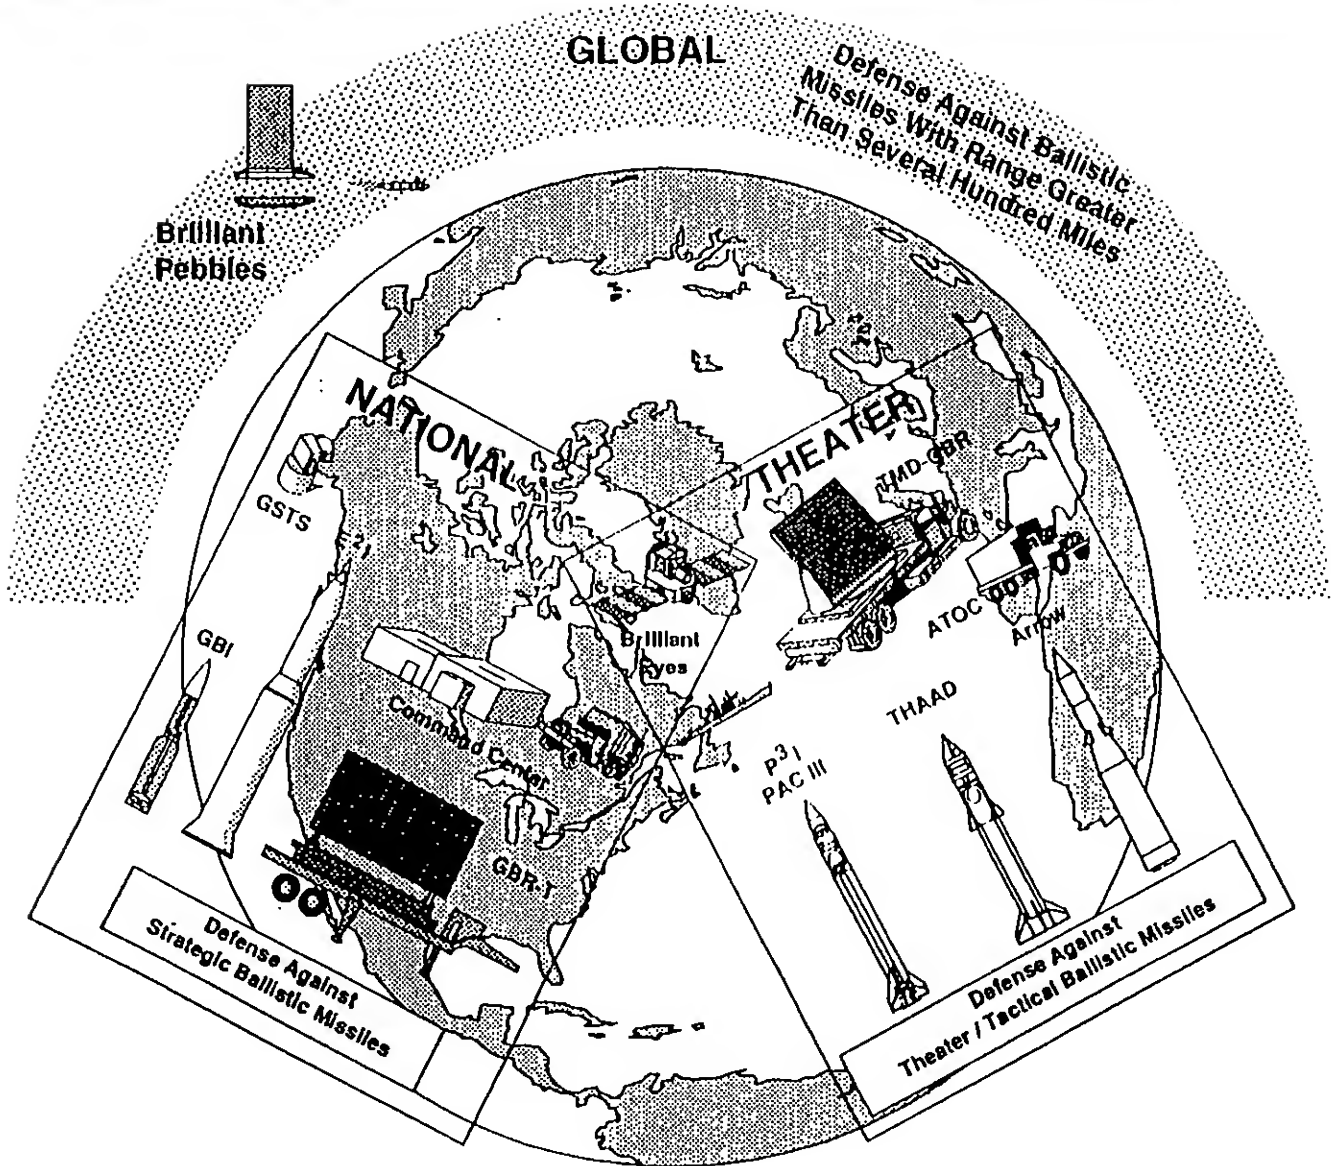 GLOBAL
Defense Against Ballistic
Missiles With Range Greater
Than Several Hundred Miles
Brilliant
Pebbles
NATIONAL
GSTS
GBI
Command Center
GBR-T
Defense Against
Strategic Ballistic Missiles
Brilliant
Eyes
THEATER
TMD-GBR
ATOC
Arrow
THAAD
P³I
PAC III
Defense Against
Theater / Tactical Ballistic Missiles